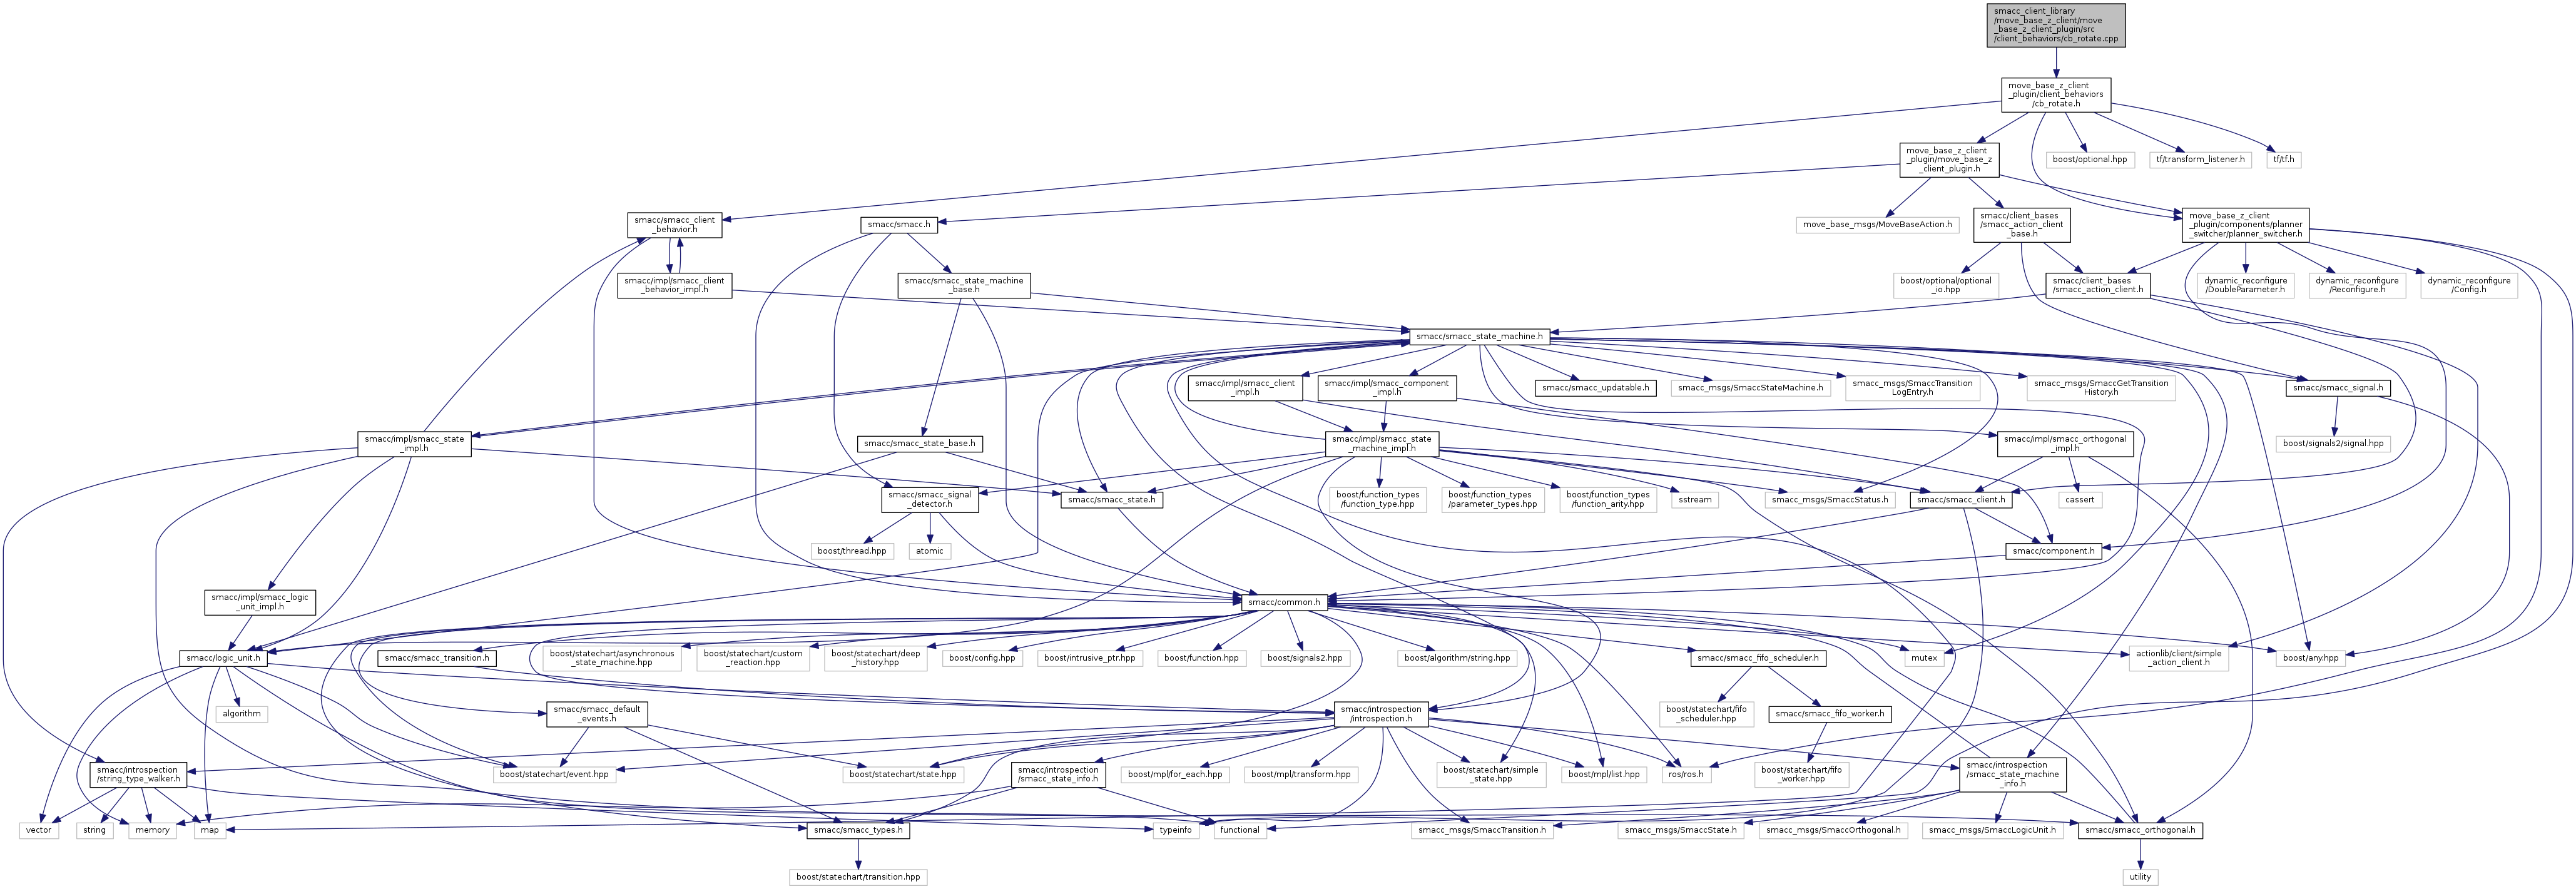 smacc_client_library
/move_base_z_client/move
_base_z_client_plugin/src
/client_behaviors/cb_rotate.cpp
move_base_z_client
_plugin/client_behaviors
/cb_rotate.h
move_base_z_client
_plugin/move_base_z
_client_plugin.h
boost/optional.hpp
tf/transform_listener.h
tf/tf.h
smacc/smacc_client
_behavior.h
smacc/smacc.h
move_base_msgs/MoveBaseAction.h
smacc/client_bases
/smacc_action_client
_base.h
move_base_z_client
_plugin/components/planner
_switcher/planner_switcher.h
smacc/impl/smacc_client
_behavior_impl.h
smacc/smacc_state_machine
_base.h
boost/optional/optional
_io.hpp
smacc/client_bases
/smacc_action_client.h
dynamic_reconfigure
/DoubleParameter.h
dynamic_reconfigure
/Reconfigure.h
dynamic_reconfigure
/Config.h
smacc/smacc_state_machine.h
smacc/impl/smacc_client
_impl.h
smacc/impl/smacc_component
_impl.h
smacc/smacc_updatable.h
smacc_msgs/SmaccStateMachine.h
smacc_msgs/SmaccTransition
LogEntry.h
smacc_msgs/SmaccGetTransition
History.h
smacc/smacc_signal.h
smacc/impl/smacc_state
_impl.h
smacc/smacc_state_base.h
smacc/impl/smacc_state
_machine_impl.h
smacc/impl/smacc_orthogonal
_impl.h
boost/signals2/signal.hpp
smacc/smacc_signal
_detector.h
smacc/smacc_state.h
boost/function_types
/function_type.hpp
boost/function_types
/parameter_types.hpp
boost/function_types
/function_arity.hpp
sstream
smacc_msgs/SmaccStatus.h
smacc/smacc_client.h
cassert
boost/thread.hpp
atomic
smacc/component.h
smacc/impl/smacc_logic
_unit_impl.h
smacc/common.h
smacc/logic_unit.h
smacc/smacc_transition.h
boost/statechart/asynchronous
_state_machine.hpp
boost/statechart/custom
_reaction.hpp
boost/statechart/deep
_history.hpp
boost/config.hpp
boost/intrusive_ptr.hpp
boost/function.hpp
boost/signals2.hpp
boost/algorithm/string.hpp
smacc/smacc_fifo_scheduler.h
mutex
actionlib/client/simple
_action_client.h
boost/any.hpp
algorithm
smacc/smacc_default
_events.h
smacc/introspection
/introspection.h
boost/statechart/fifo
_scheduler.hpp
smacc/smacc_fifo_worker.h
smacc/introspection
/string_type_walker.h
boost/statechart/event.hpp
boost/statechart/state.hpp
smacc/introspection
/smacc_state_info.h
boost/mpl/for_each.hpp
boost/mpl/transform.hpp
boost/statechart/simple
_state.hpp
boost/mpl/list.hpp
ros/ros.h
boost/statechart/fifo
_worker.hpp
smacc/introspection
/smacc_state_machine
_info.h
vector
string
memory
map
typeinfo
smacc/smacc_types.h
functional
smacc_msgs/SmaccTransition.h
smacc_msgs/SmaccState.h
smacc_msgs/SmaccOrthogonal.h
smacc_msgs/SmaccLogicUnit.h
smacc/smacc_orthogonal.h
boost/statechart/transition.hpp
utility